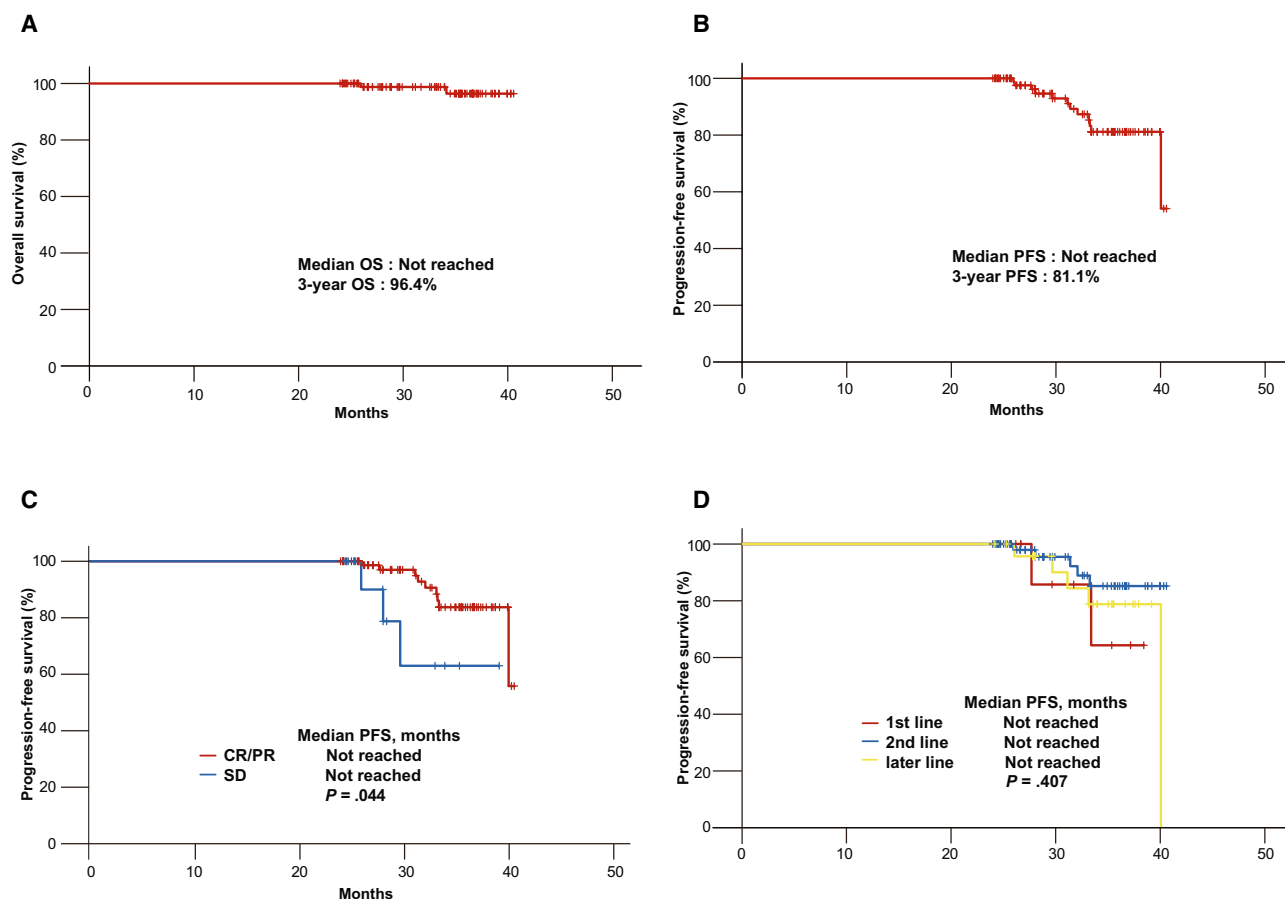 A
Overall survival (%)
100
80
60
40
20
0
Median OS : Not reached
3-year OS : 96.4%
0 10 20 30 40 50
Months
B
Progression-free survival (%)
100
80
60
40
20
0
Median PFS : Not reached
3-year PFS : 81.1%
0 10 20 30 40 50
Months
C
Progression-free survival (%)
100
80
60
40
20
0
Median PFS, months
CR/PR Not reached
SD Not reached
P = .044
0 10 20 30 40 50
Months
D
Progression-free survival (%)
100
80
60
40
20
0
Median PFS, months
1st line Not reached
2nd line Not reached
later line Not reached
P = .407
0 10 20 30 40 50